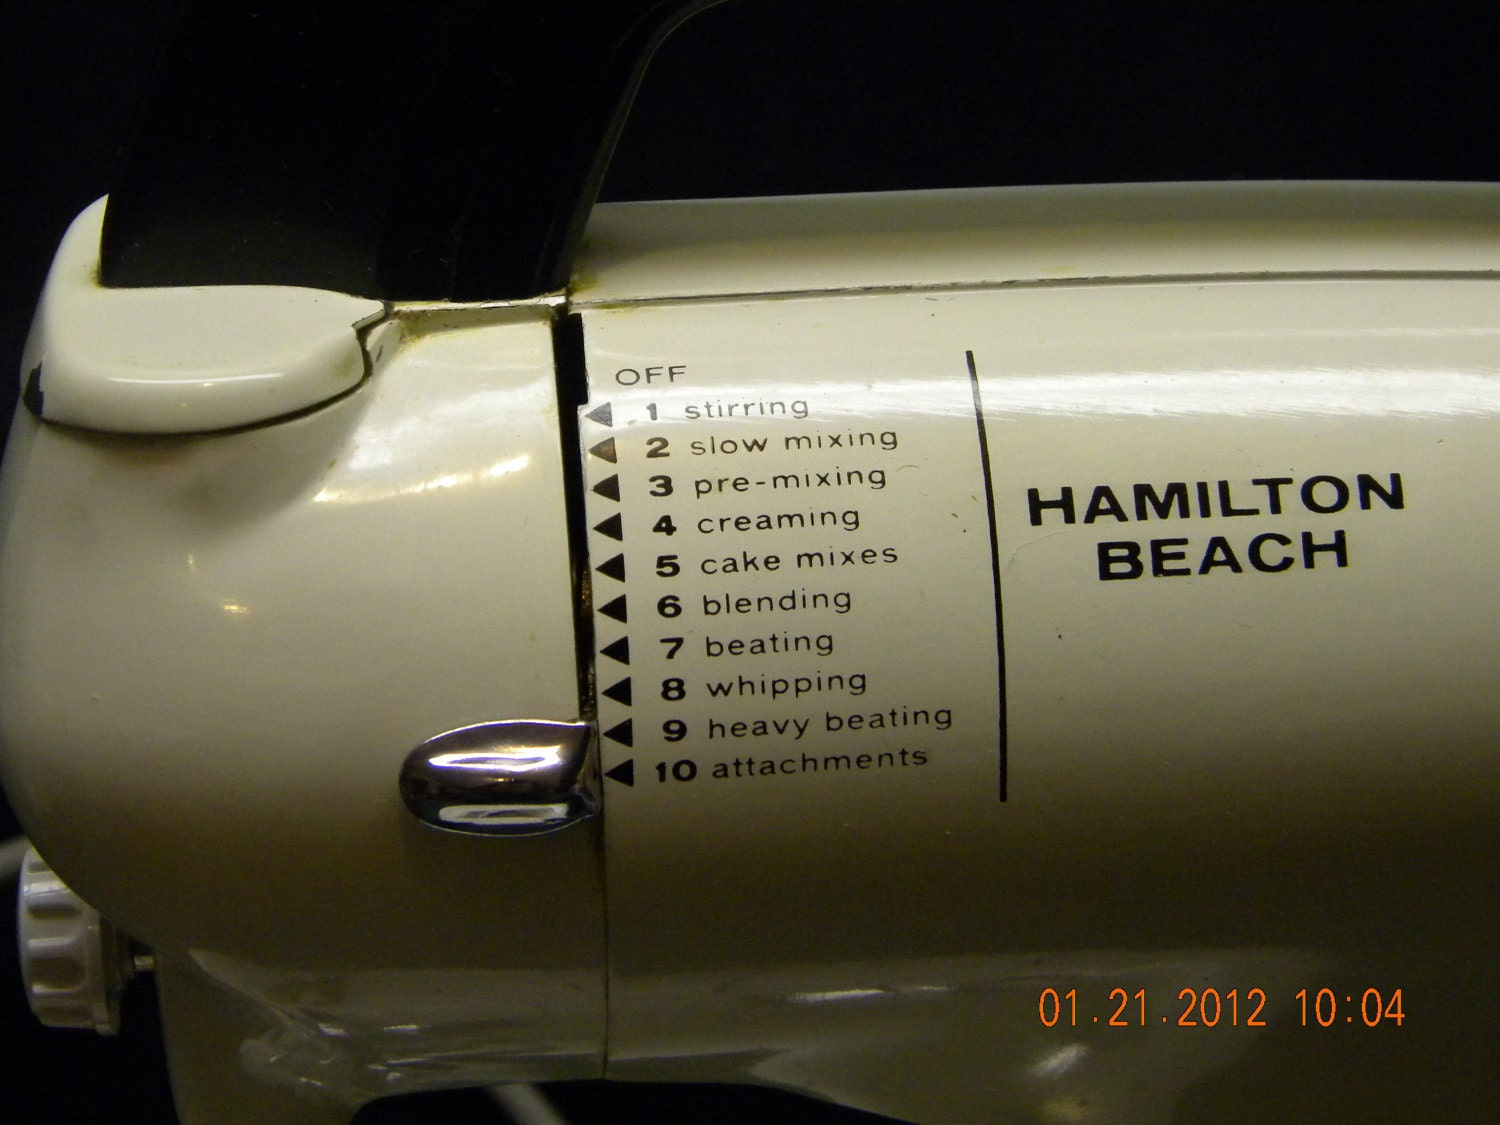 OFF
1 stirring
2 slow mixing
3 pre-mixing
4 creaming
5 cake mixes
6 blending
7 beating
8 whipping
9 heavy beating
10 attachments
HAMILTON
BEACH
01.21.2012 10:04